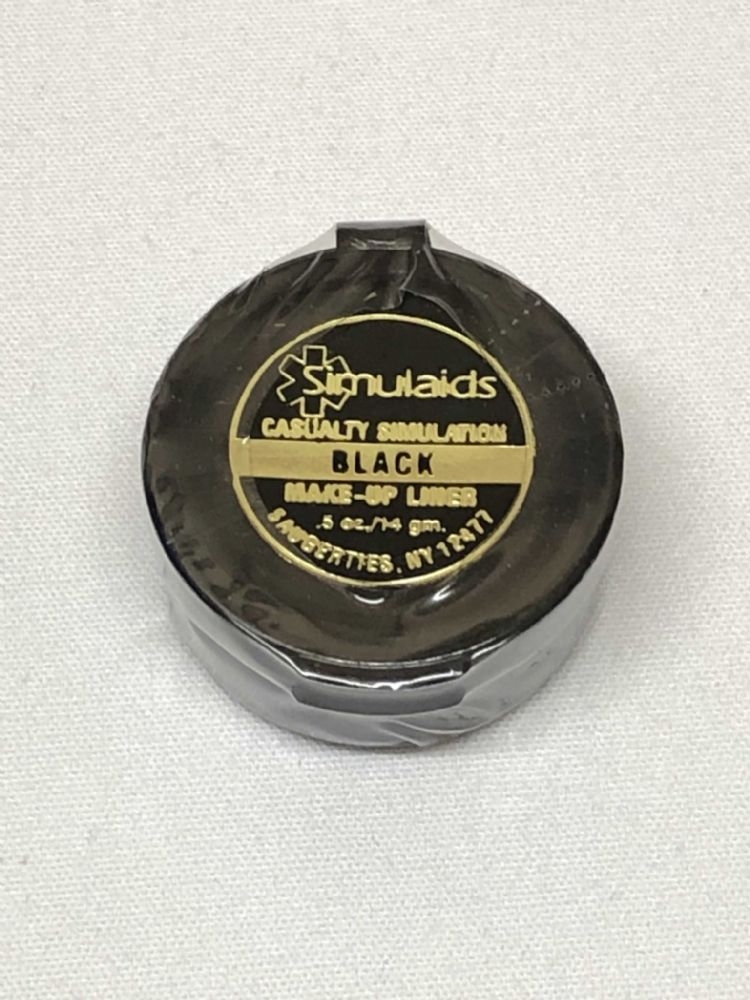 Simulaids
CASUALTY SIMULATION
BLACK
MAKE-UP LINER
.5 oz./14 gm.
SAUGERTIES, NY 12477